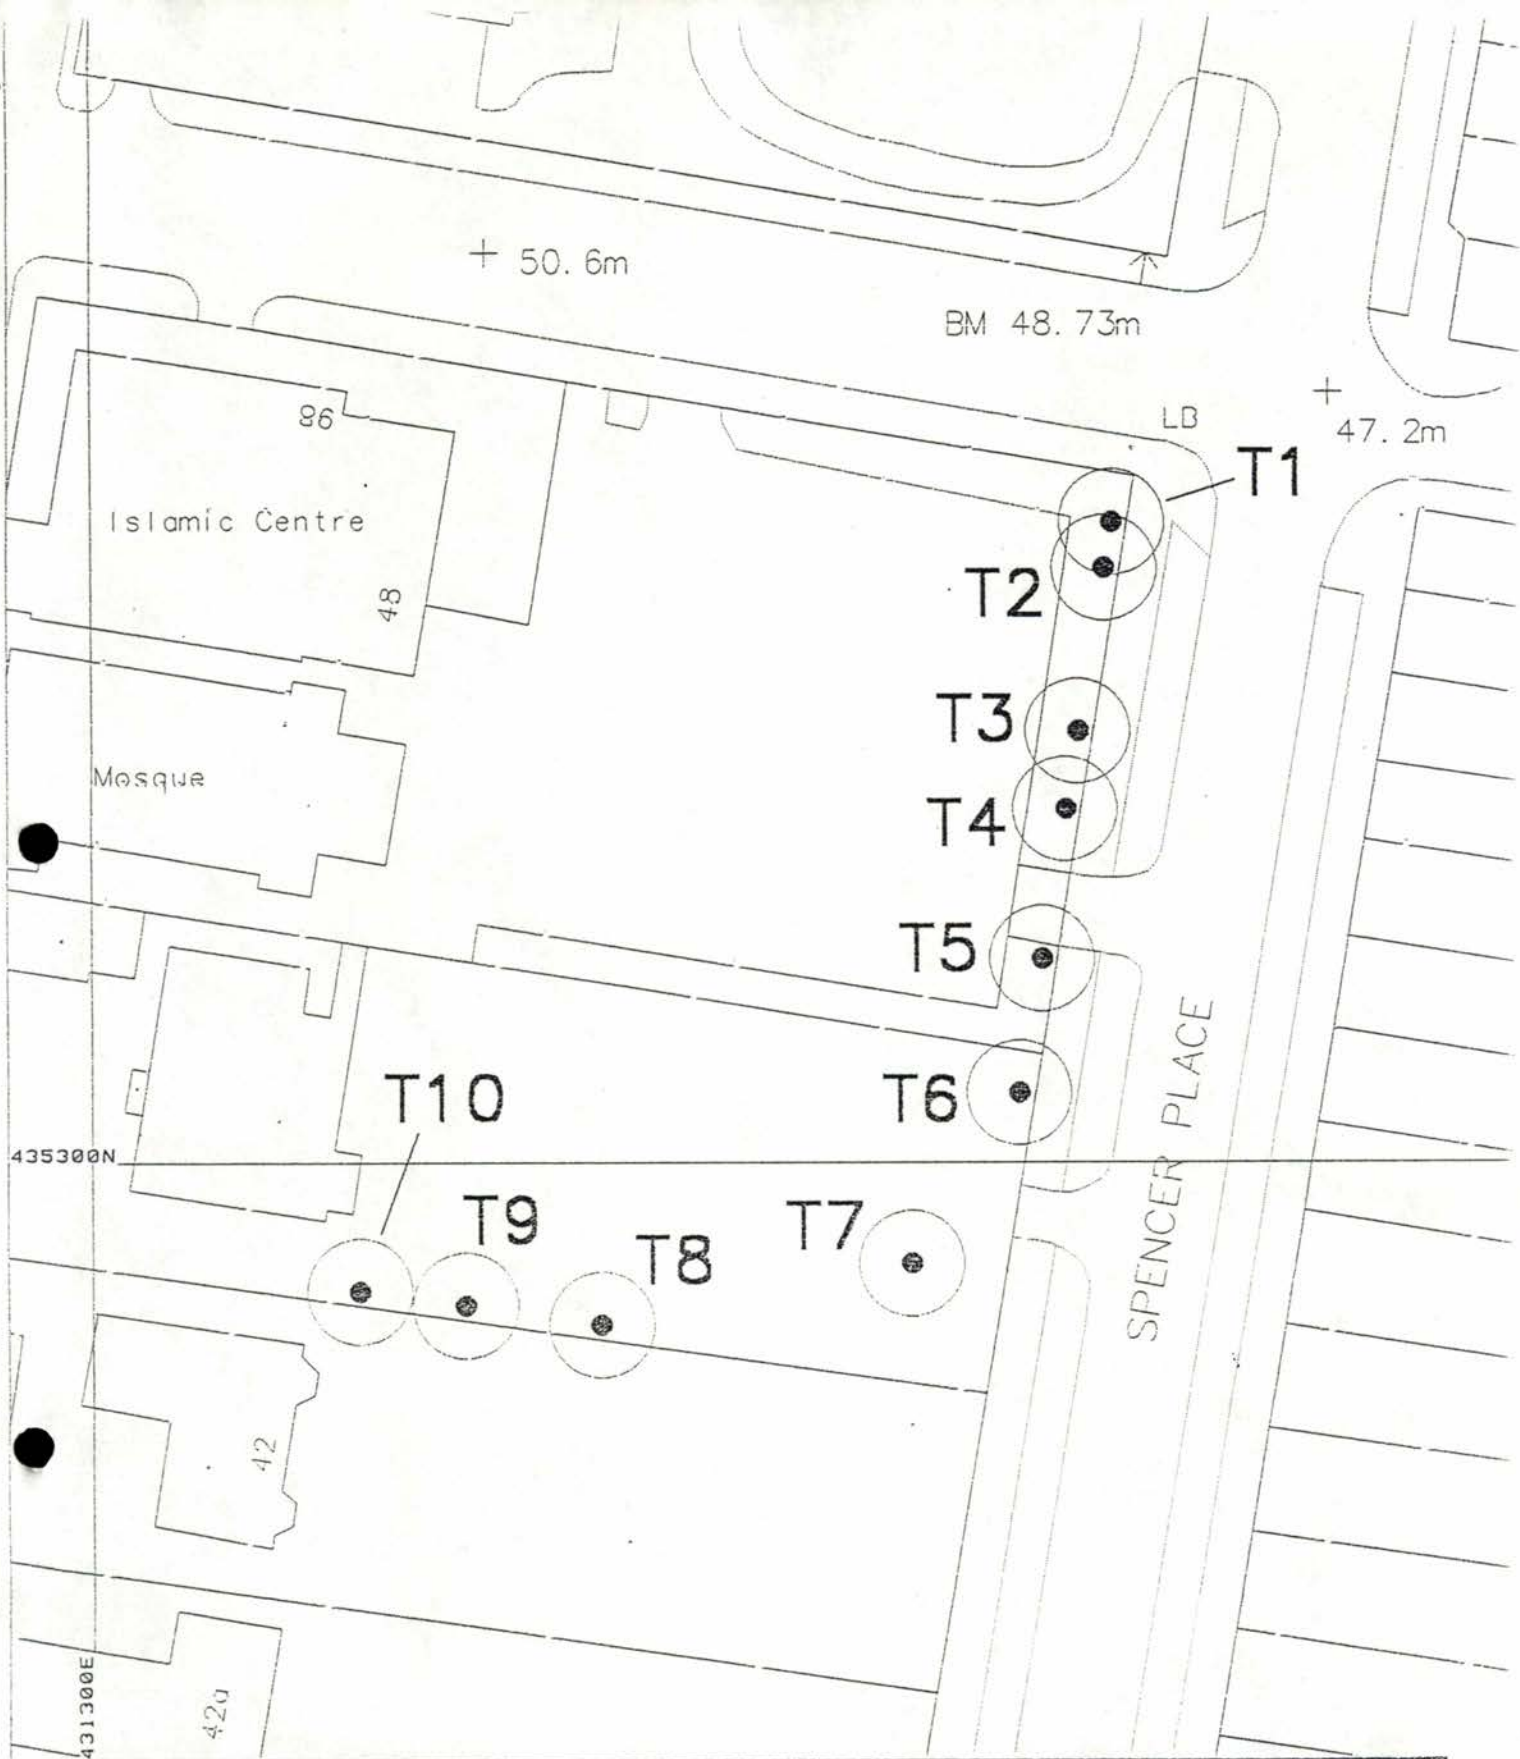 50.6m
BM 48.73m
LB
47.2m
86
T1
Islamic Centre
48
T2
T3
Mosque
T4
T5
SPENCER PLACE
T6
T10
435300N
T9
T7
T8
42
431300E
42a